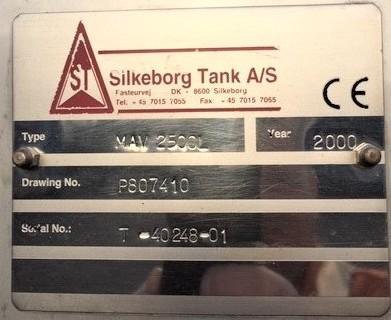 ST
Silkeborg Tank A/S
Fasteurvej DK - 8600 Silkeborg
Tel: +45 7015 7055 Fax: +45 7015 7055
CE
Type MAV 2500L Year 2000
Drawing No. P807410
Serial No.: T-40248-01